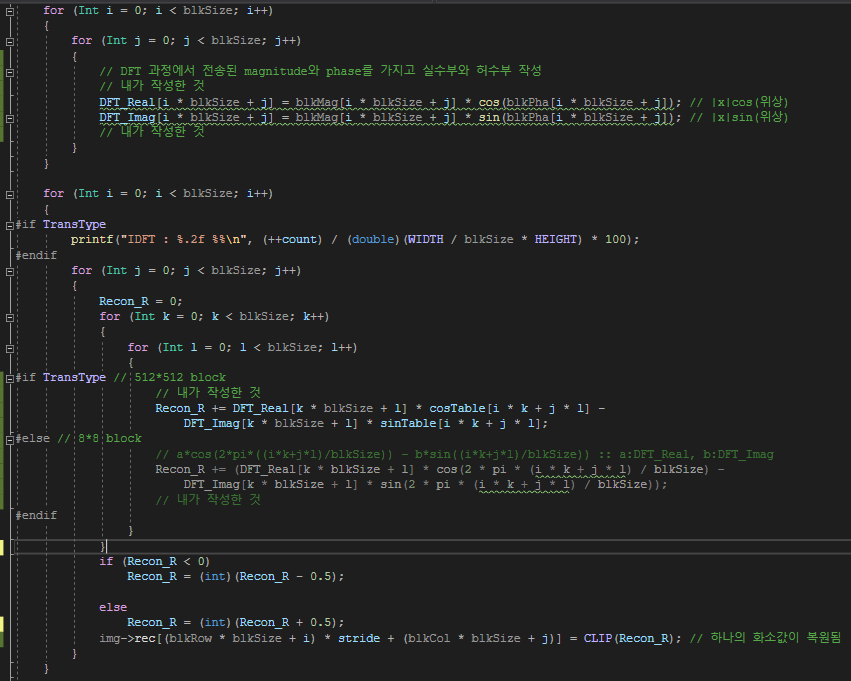 for (Int i = 0; i < blkSize; i++)
{
for (Int j = 0; j < blkSize; j++)
{
// DFT 과정에서 전송된 magnitude와 phase를 가지고 실수부와 허수부 작성
// 내가 작성한 것
DFT_Real[i * blkSize + j] = blkMag[i * blkSize + j] * cos(blkPha[i * blkSize + j]); // |x|cos(위상)
DFT_Imag[i * blkSize + j] = blkMag[i * blkSize + j] * sin(blkPha[i * blkSize + j]); // |x|sin(위상)
// 내가 작성한 것
}
}
for (Int i = 0; i < blkSize; i++)
{
#if TransType
printf("IDFT : %.2f %%\n", (++count) / (double)(WIDTH / blkSize * HEIGHT) * 100);
#endif
for (Int j = 0; j < blkSize; j++)
{
Recon_R = 0;
for (Int k = 0; k < blkSize; k++)
{
for (Int l = 0; l < blkSize; l++)
{
#if TransType // 512*512 block
// 내가 작성한 것
Recon_R += DFT_Real[k * blkSize + l] * cosTable[i * k + j * l] -
DFT_Imag[k * blkSize + l] * sinTable[i * k + j * l];
#else // 8*8 block
// a*cos(2*pi*((i*k+j*l)/blkSize)) - b*sin((i*k+j*l)/blkSize)) :: a:DFT_Real, b:DFT_Imag
Recon_R += (DFT_Real[k * blkSize + l] * cos(2 * pi * (i * k + j * l) / blkSize) -
DFT_Imag[k * blkSize + l] * sin(2 * pi * (i * k + j * l) / blkSize));
// 내가 작성한 것
#endif
}
}
if (Recon_R < 0)
Recon_R = (int)(Recon_R - 0.5);
else
Recon_R = (int)(Recon_R + 0.5);
img->rec[(blkRow * blkSize + i) * stride + (blkCol * blkSize + j)] = CLIP(Recon_R); // 하나의 화소값이 복원됨
}
}